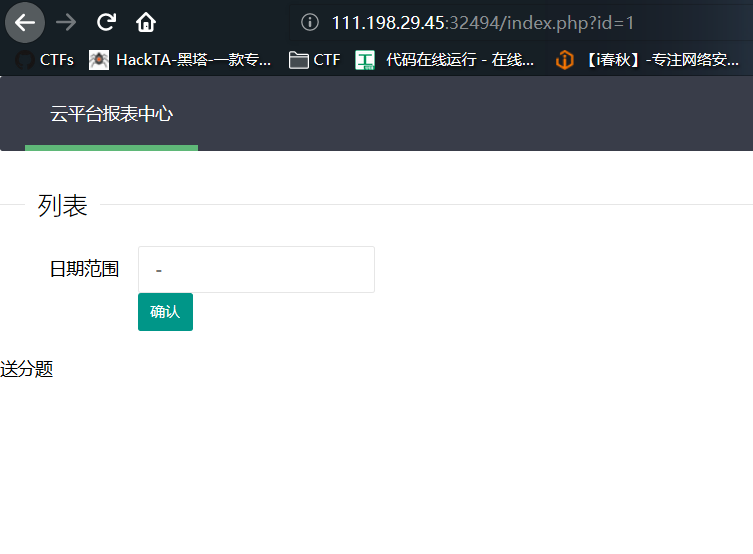 111.198.29.45:32494/index.php?id=1
CTFs HackTA-黑塔-一款专... CTF 代码在线运行 - 在线... 【i春秋】-专注网络安...
云平台报表中心
列表
日期范围 -
确认
送分题